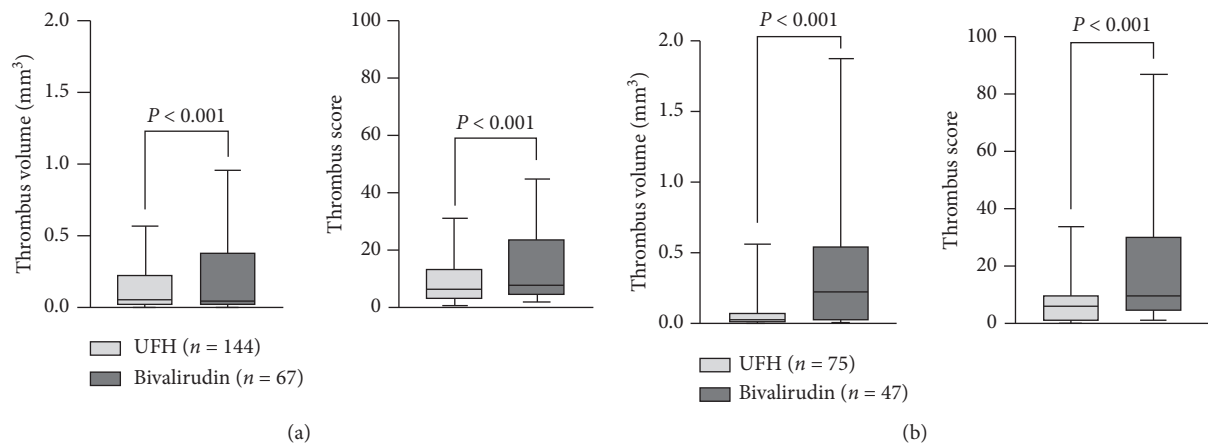 Thrombus volume (mm³)
2.0
1.5
1.0
0.5
0.0
P < 0.001
Thrombus score
100
80
60
40
20
0
P < 0.001
UFH (n = 144)
Bivalirudin (n = 67)
(a)
Thrombus volume (mm³)
2.0
1.5
1.0
0.5
0.0
P < 0.001
Thrombus score
100
80
60
40
20
0
P < 0.001
UFH (n = 75)
Bivalirudin (n = 47)
(b)